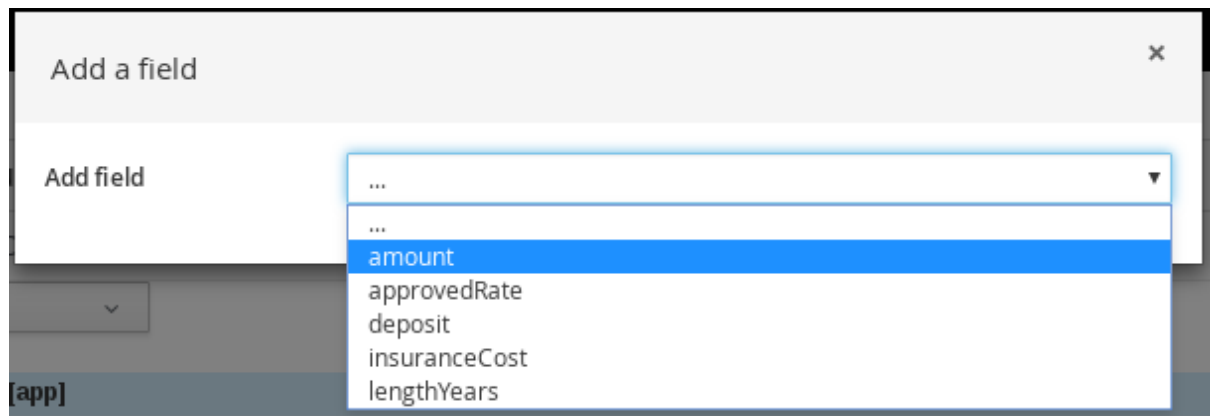 Add a field ×
Add field
...
...
amount
approvedRate
deposit
insuranceCost
lengthYears
[app]